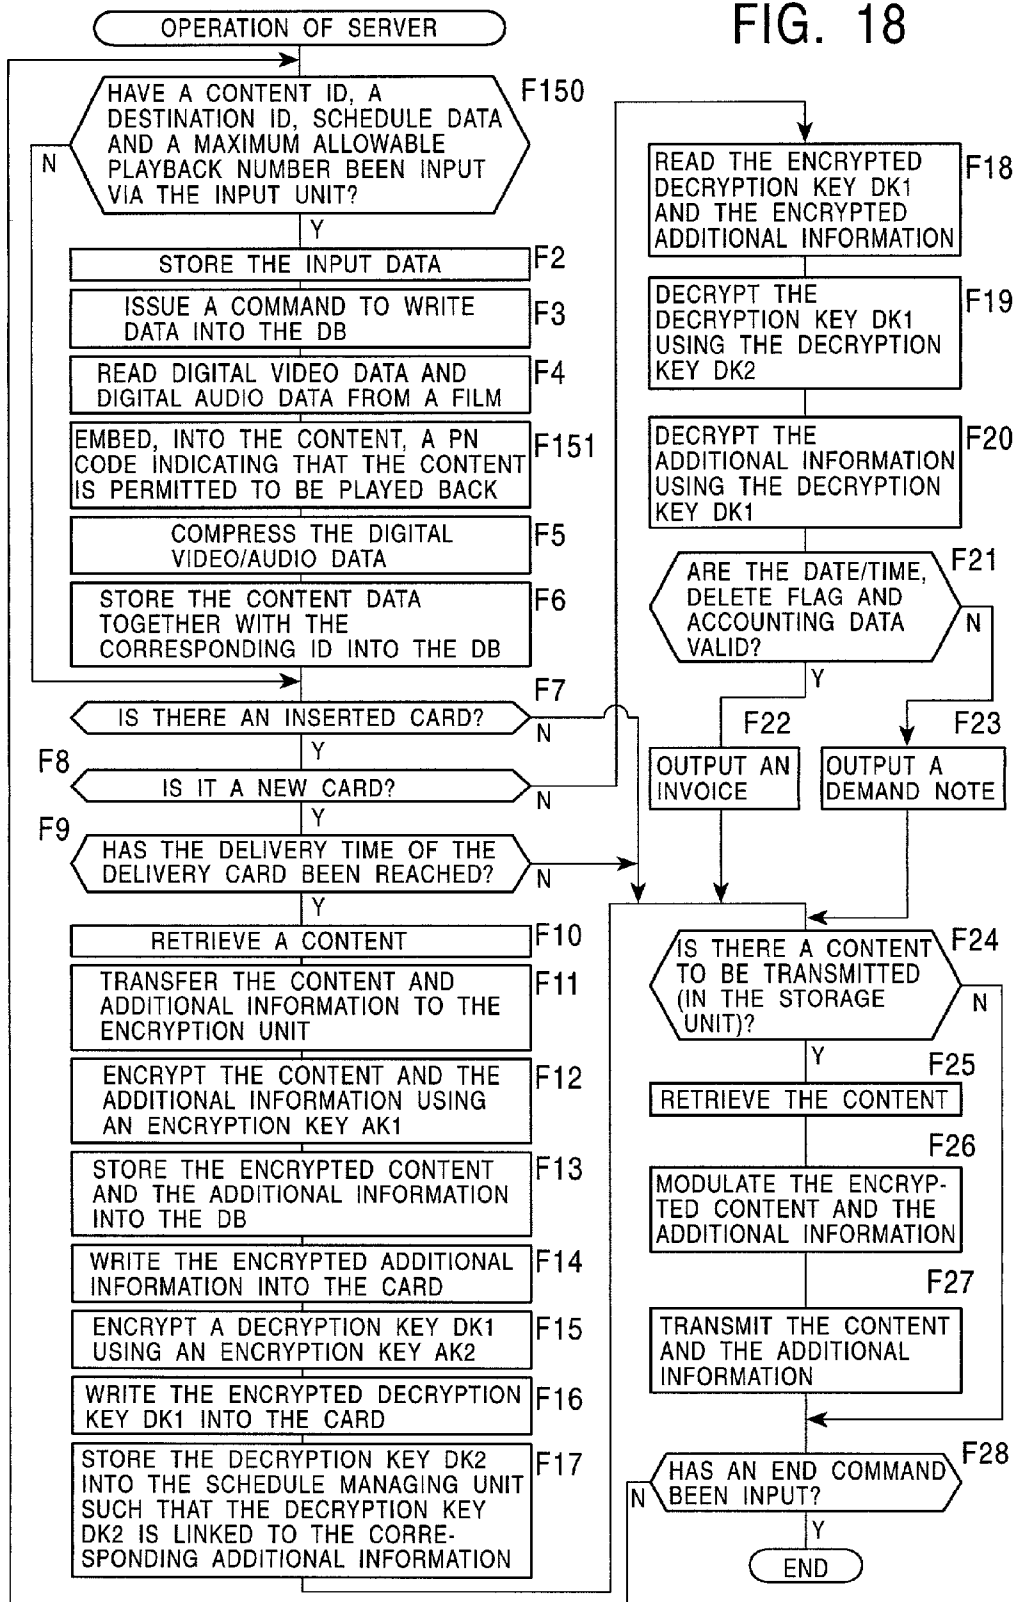 FIG. 18
OPERATION OF SERVER
HAVE A CONTENT ID, A
DESTINATION ID, SCHEDULE DATA
AND A MAXIMUM ALLOWABLE
PLAYBACK NUMBER BEEN INPUT
VIA THE INPUT UNIT?
F150
N
Y
STORE THE INPUT DATA
F2
ISSUE A COMMAND TO WRITE
DATA INTO THE DB
F3
READ DIGITAL VIDEO DATA AND
DIGITAL AUDIO DATA FROM A FILM
F4
EMBED, INTO THE CONTENT, A PN
CODE INDICATING THAT THE CONTENT
IS PERMITTED TO BE PLAYED BACK
F151
COMPRESS THE DIGITAL
VIDEO/AUDIO DATA
F5
STORE THE CONTENT DATA
TOGETHER WITH THE
CORRESPONDING ID INTO THE DB
F6
F7
IS THERE AN INSERTED CARD?
N
Y
F8
IS IT A NEW CARD?
N
Y
F9
HAS THE DELIVERY TIME OF THE
DELIVERY CARD BEEN REACHED?
N
Y
RETRIEVE A CONTENT
F10
TRANSFER THE CONTENT AND
ADDITIONAL INFORMATION TO THE
ENCRYPTION UNIT
F11
ENCRYPT THE CONTENT AND THE
ADDITIONAL INFORMATION USING
AN ENCRYPTION KEY AK1
F12
STORE THE ENCRYPTED CONTENT
AND THE ADDITIONAL INFORMATION
INTO THE DB
F13
WRITE THE ENCRYPTED ADDITIONAL
INFORMATION INTO THE CARD
F14
ENCRYPT A DECRYPTION KEY DK1
USING AN ENCRYPTION KEY AK2
F15
WRITE THE ENCRYPTED DECRYPTION
KEY DK1 INTO THE CARD
F16
STORE THE DECRYPTION KEY DK2
INTO THE SCHEDULE MANAGING UNIT
SUCH THAT THE DECRYPTION KEY
DK2 IS LINKED TO THE CORRE-
SPONDING ADDITIONAL INFORMATION
F17
READ THE ENCRYPTED
DECRYPTION KEY DK1
AND THE ENCRYPTED
ADDITIONAL INFORMATION
F18
DECRYPT THE
DECRYPTION KEY DK1
USING THE DECRYPTION
KEY DK2
F19
DECRYPT THE
ADDITIONAL INFORMATION
USING THE DECRYPTION
KEY DK1
F20
F21
ARE THE DATE/TIME,
DELETE FLAG AND
ACCOUNTING DATA
VALID?
N
Y
F22
OUTPUT AN
INVOICE
F23
OUTPUT A
DEMAND NOTE
F24
IS THERE A CONTENT
TO BE TRANSMITTED
(IN THE STORAGE
UNIT)?
N
Y
F25
RETRIEVE THE CONTENT
F26
MODULATE THE ENCRYP-
TED CONTENT AND THE
ADDITIONAL INFORMATION
F27
TRANSMIT THE CONTENT
AND THE ADDITIONAL
INFORMATION
F28
HAS AN END COMMAND
BEEN INPUT?
N
Y
END